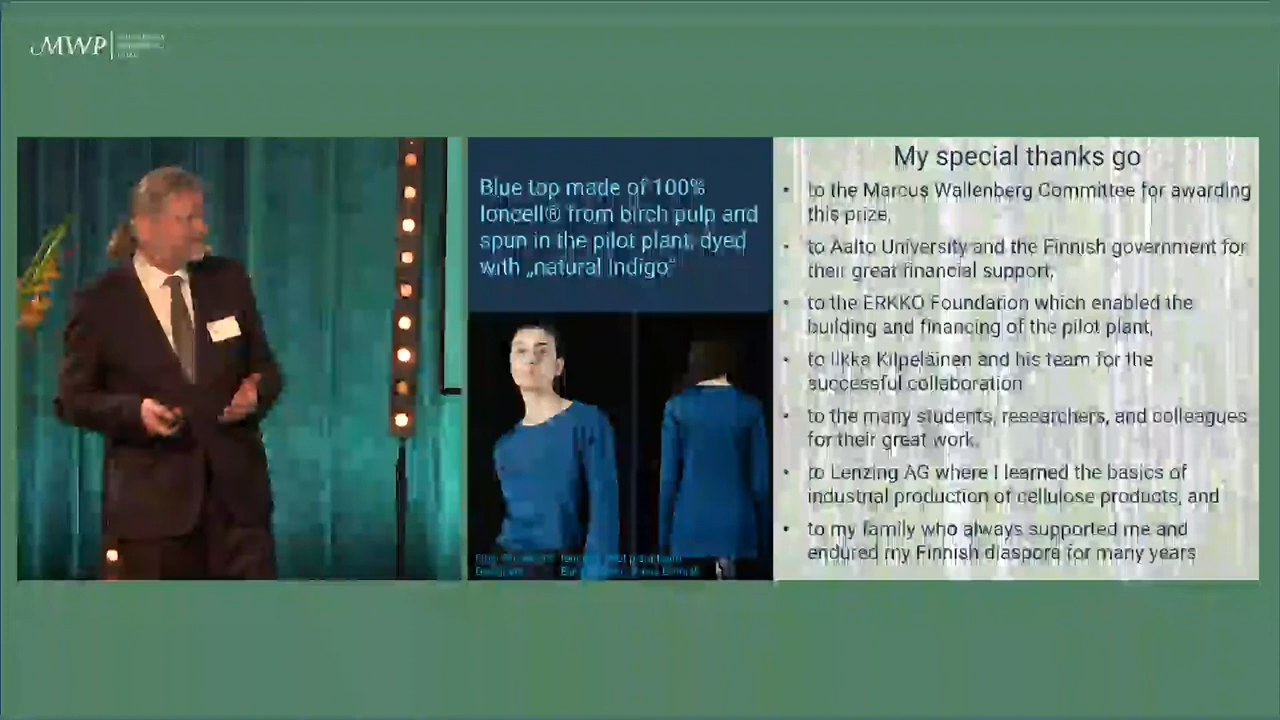 MWP
Blue top made of 100%
Ioncell® from birch pulp and
spun in the pilot plant, dyed
with „natural Indigo“
My special thanks go
• to the Marcus Wallenberg Committee for awarding
this prize,
• to Aalto University and the Finnish government for
their great financial support,
• to the ERKKO Foundation which enabled the
building and financing of the pilot plant,
• to Ilkka Kilpeläinen and his team for the
successful collaboration
• to the many students, researchers, and colleagues
for their great work,
• to Lenzing AG where I learned the basics of
industrial production of cellulose products, and
• to my family who always supported me and
endured my Finnish diaspora for many years